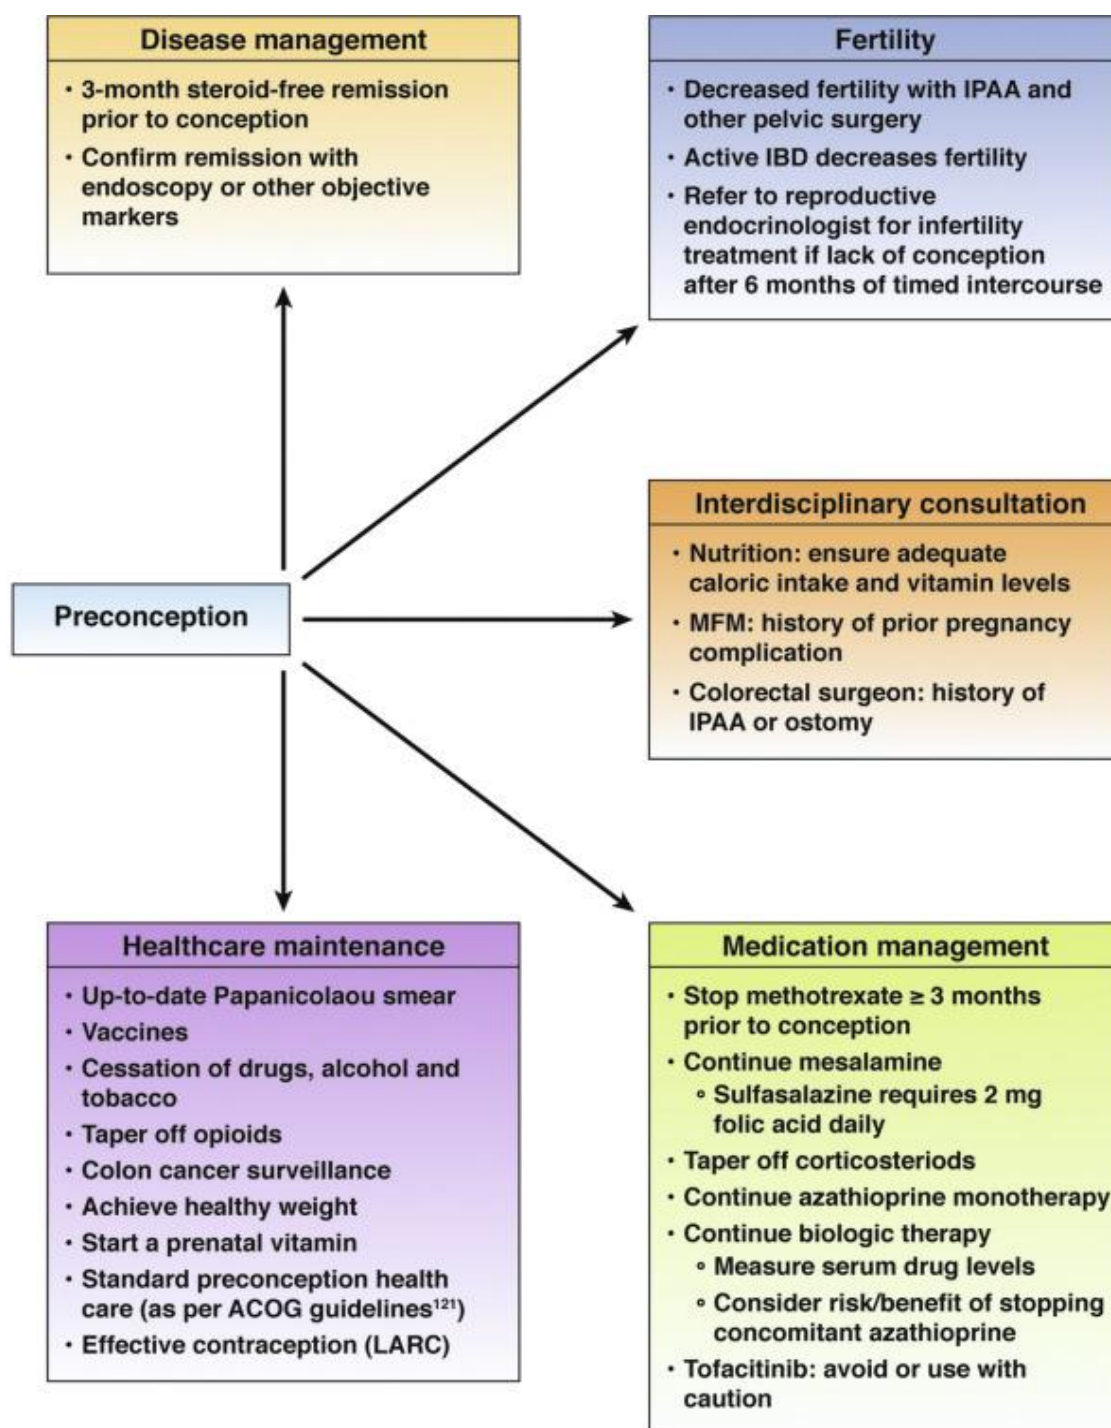 Disease management
• 3-month steroid-free remission
prior to conception
• Confirm remission with
endoscopy or other objective
markers
Fertility
• Decreased fertility with IPAA and
other pelvic surgery
• Active IBD decreases fertility
• Refer to reproductive
endocrinologist for infertility
treatment if lack of conception
after 6 months of timed intercourse
Interdisciplinary consultation
• Nutrition: ensure adequate
caloric intake and vitamin levels
• MFM: history of prior pregnancy
complication
• Colorectal surgeon: history of
IPAA or ostomy
Preconception
Healthcare maintenance
• Up-to-date Papanicolaou smear
• Vaccines
• Cessation of drugs, alcohol and
tobacco
• Taper off opioids
• Colon cancer surveillance
• Achieve healthy weight
• Start a prenatal vitamin
• Standard preconception health
care (as per ACOG guidelines¹²¹)
• Effective contraception (LARC)
Medication management
• Stop methotrexate ≥ 3 months
prior to conception
• Continue mesalamine
∘ Sulfasalazine requires 2 mg
folic acid daily
• Taper off corticosteriods
• Continue azathioprine monotherapy
• Continue biologic therapy
∘ Measure serum drug levels
∘ Consider risk/benefit of stopping
concomitant azathioprine
• Tofacitinib: avoid or use with
caution